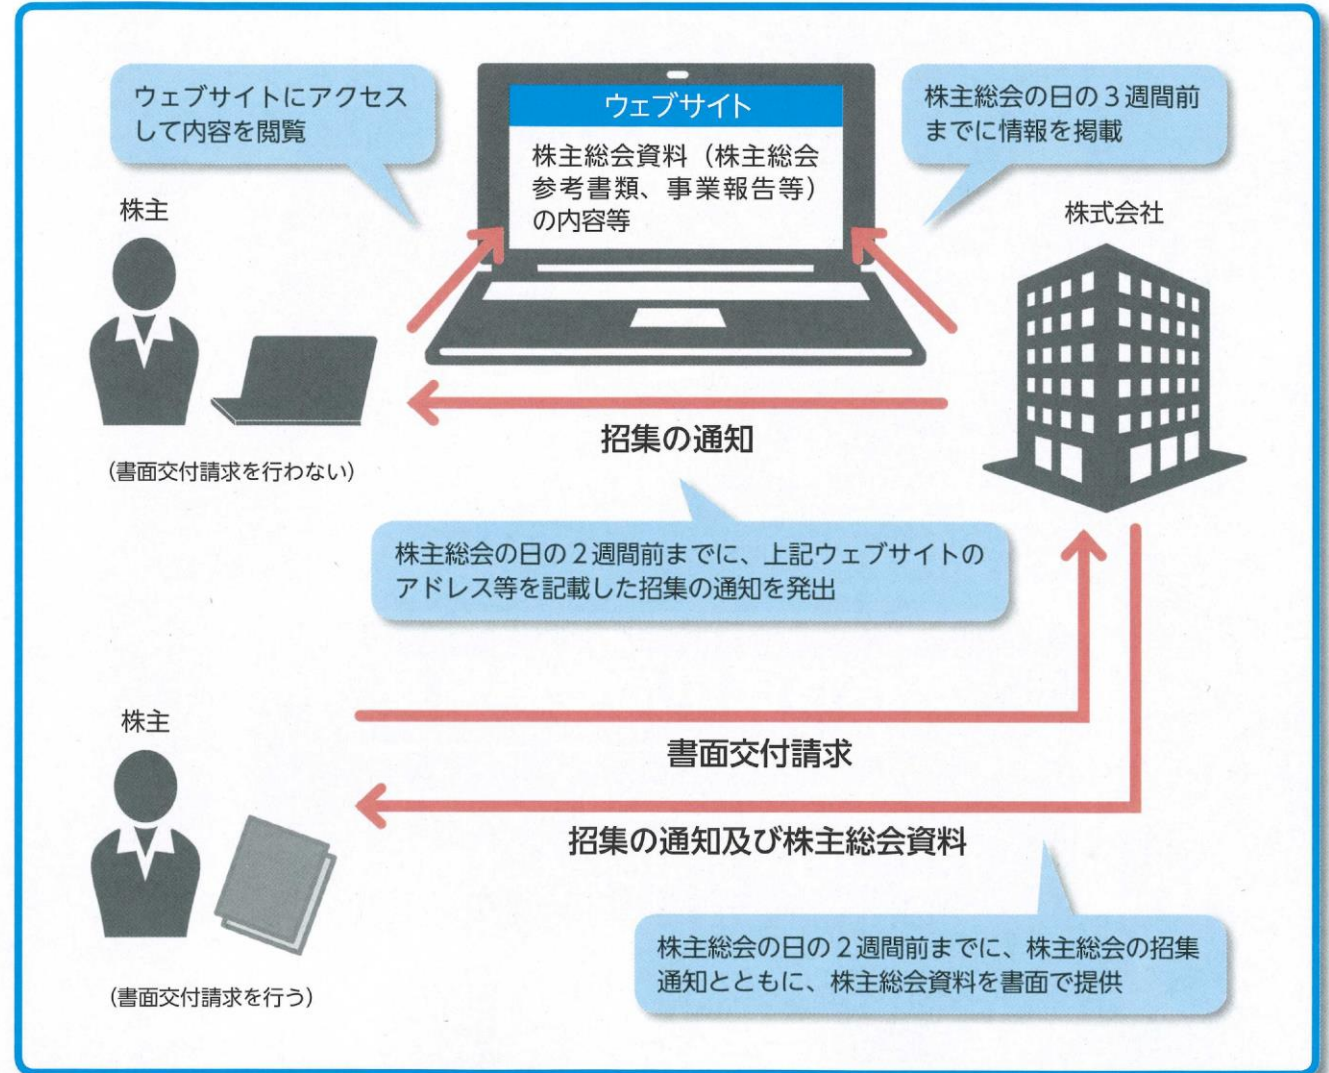 ウェブサイトにアクセス
して内容を閲覧
ウェブサイト
株主総会資料（株主総会
参考書類、事業報告等）
の内容等
株主総会の日の３週間前
までに情報を掲載
株主
株式会社
招集の通知
（書面交付請求を行わない）
株主総会の日の２週間前までに、上記ウェブサイトの
アドレス等を記載した招集の通知を発出
株主
書面交付請求
招集の通知及び株主総会資料
株主総会の日の２週間前までに、株主総会の招集
通知とともに、株主総会資料を書面で提供
（書面交付請求を行う）